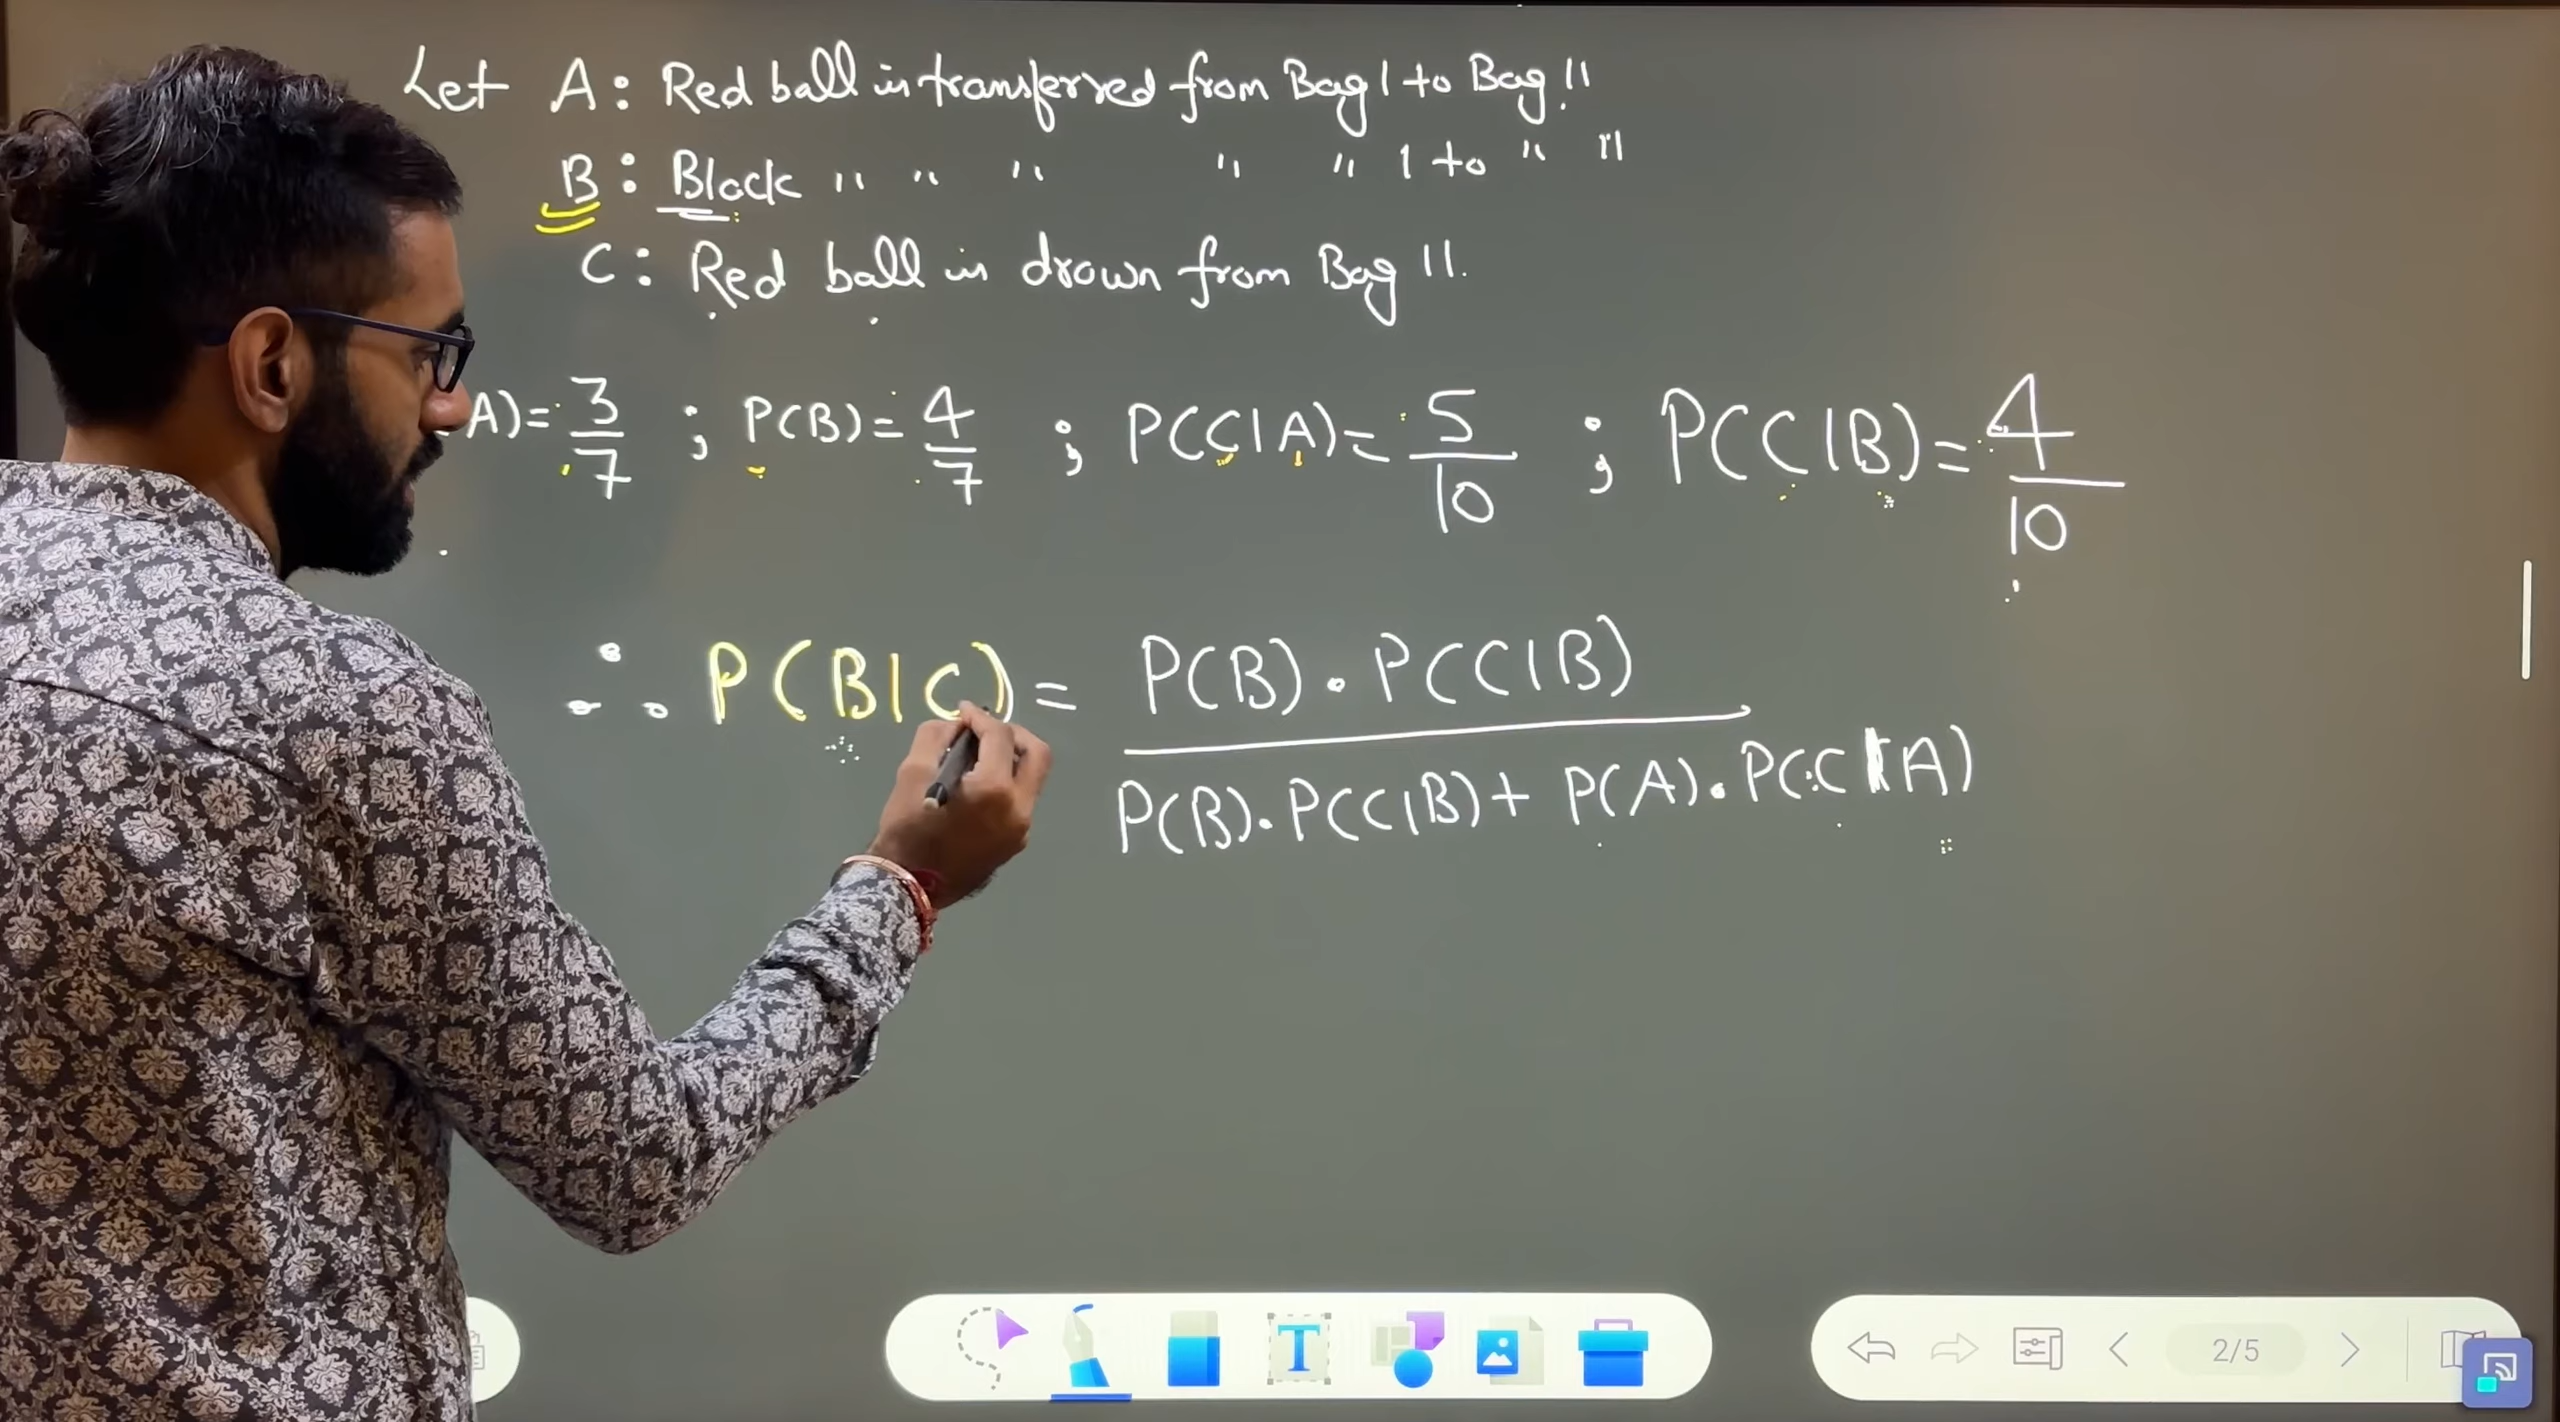 Let A: Red ball is transferred from Bag I to Bag II
B: Black " " " " " I to " II
C: Red ball is drawn from Bag II.
A) = 3/7 ; P(B) = 4/7 ; P(C|A) = 5/10 ; P(C|B) = 4/10
∴ P(B|C) = P(B) . P(C|B)
P(B) . P(C|B) + P(A) . P(C|A)
T
2/5